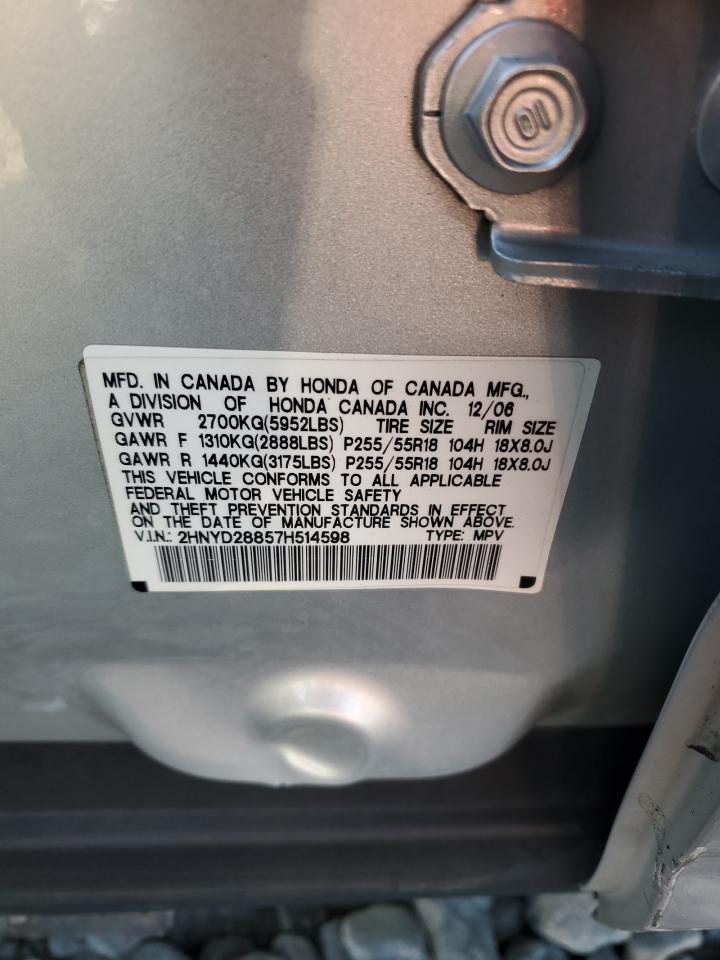 10
MFD. IN CANADA BY HONDA OF CANADA MFG.,
A DIVISION OF HONDA CANADA INC. 12/06
GVWR 2700KG(5952LBS) TIRE SIZE RIM SIZE
GAWR F 1310KG(2888LBS) P255/55R18 104H 18X8.0J
GAWR R 1440KG(3175LBS) P255/55R18 104H 18X8.0J
THIS VEHICLE CONFORMS TO ALL APPLICABLE
FEDERAL MOTOR VEHICLE SAFETY
AND THEFT PREVENTION STANDARDS IN EFFECT
ON THE DATE OF MANUFACTURE SHOWN ABOVE.
V.I.N.: 2HNYD28857H514598 TYPE: MPV